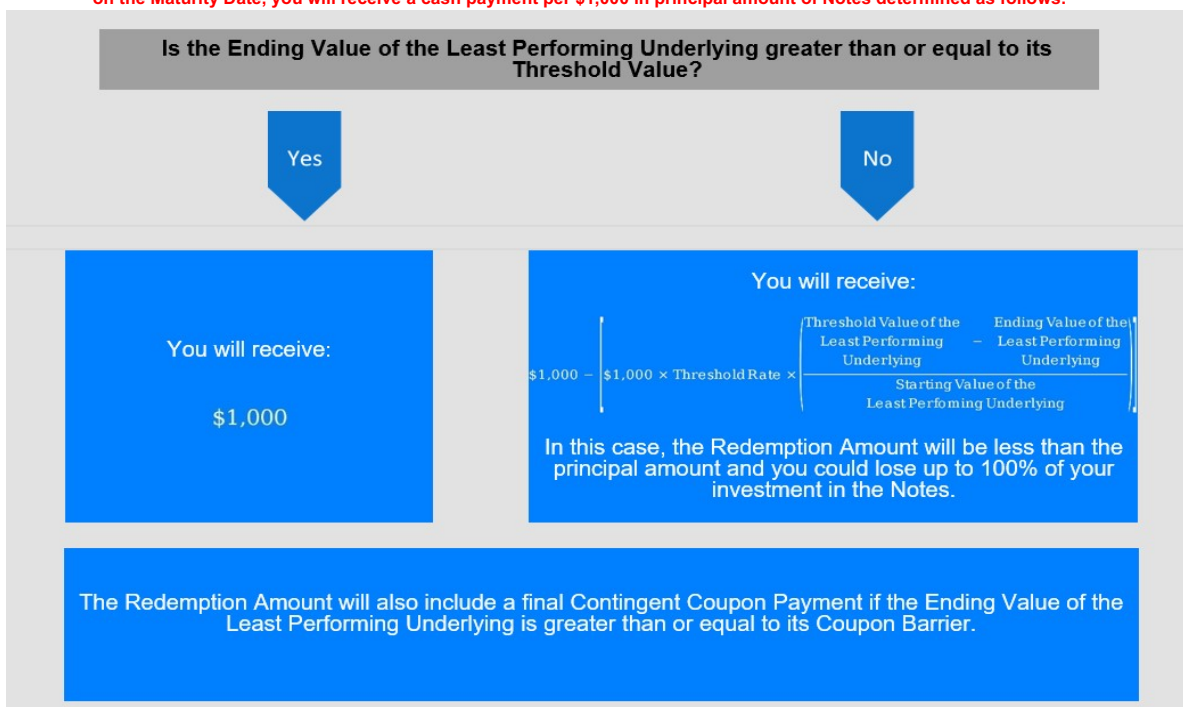 on the Maturity Date, you will receive a cash payment per $1,000 in principal amount of Notes determined as follows:
Is the Ending Value of the Least Performing Underlying greater than or equal to its
Threshold Value?
Yes
No
You will receive:
$1,000
You will receive:
$1,000 − [$1,000 × Threshold Rate × (
Threshold Value of the Ending Value of the
Least Performing − Least Performing
Underlying Underlying
Starting Value of the
Least Perfoming Underlying
)]
In this case, the Redemption Amount will be less than the
principal amount and you could lose up to 100% of your
investment in the Notes.
The Redemption Amount will also include a final Contingent Coupon Payment if the Ending Value of the
Least Performing Underlying is greater than or equal to its Coupon Barrier.